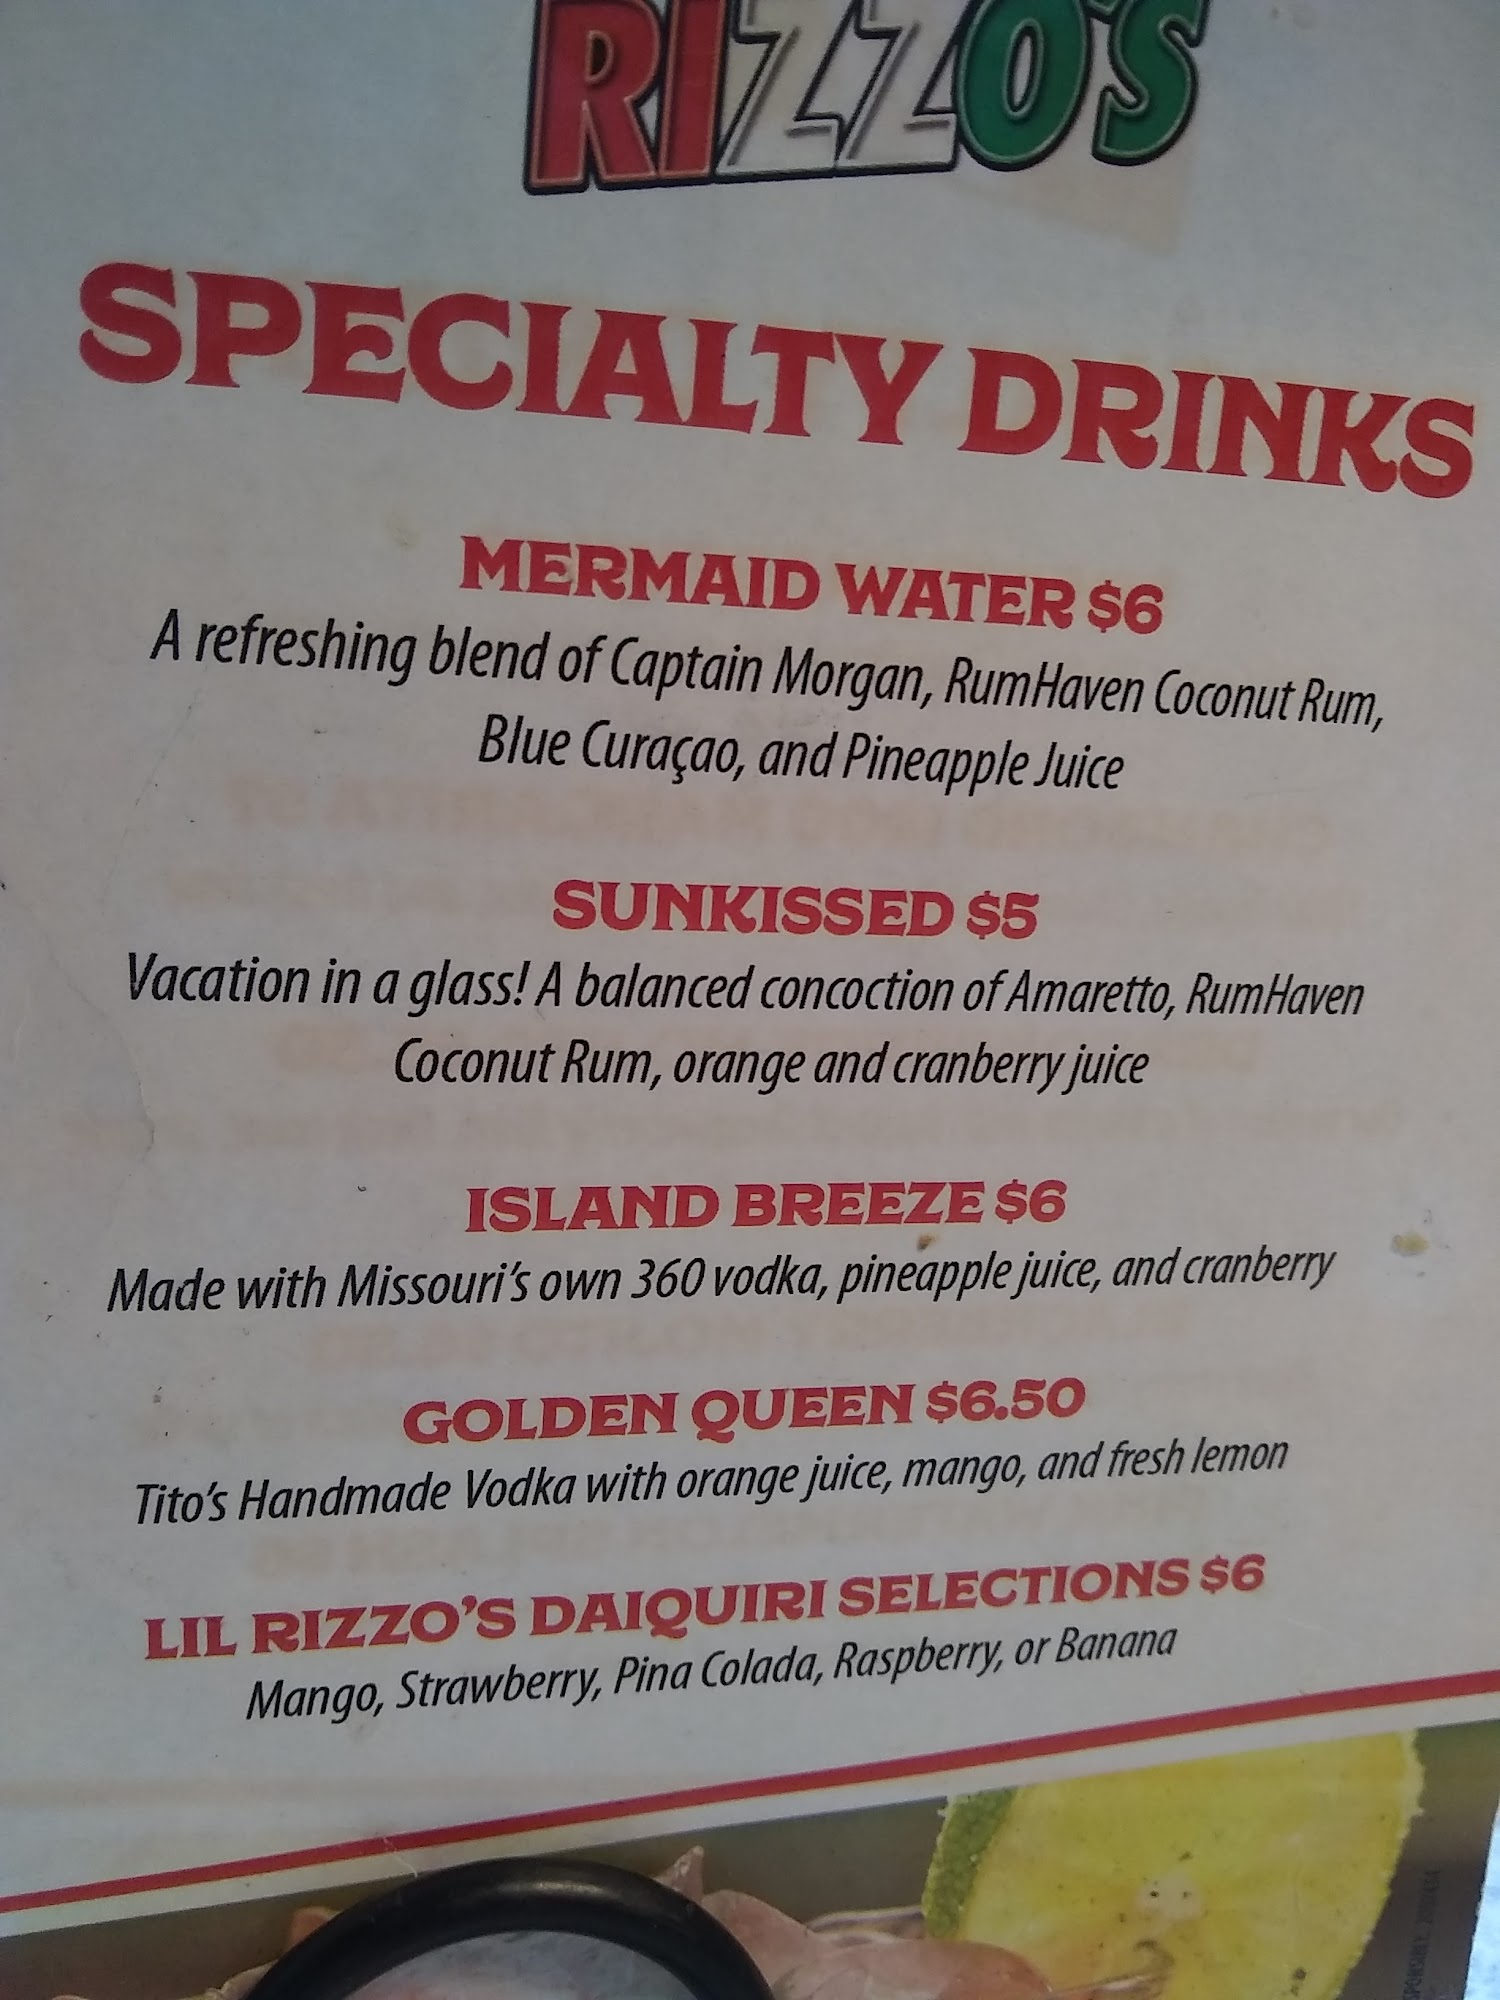 RIZZO'S
SPECIALTY DRINKS
MERMAID WATER $6
A refreshing blend of Captain Morgan, RumHaven Coconut Rum,
Blue Curaçao, and Pineapple Juice
SUNKISSED $5
Vacation in a glass! A balanced concoction of Amaretto, RumHaven
Coconut Rum, orange and cranberry juice
ISLAND BREEZE $6
Made with Missouri's own 360 vodka, pineapple juice, and cranberry
GOLDEN QUEEN $6.50
Tito's Handmade Vodka with orange juice, mango, and fresh lemon
LIL RIZZO'S DAIQUIRI SELECTIONS $6
Mango, Strawberry, Pina Colada, Raspberry, or Banana